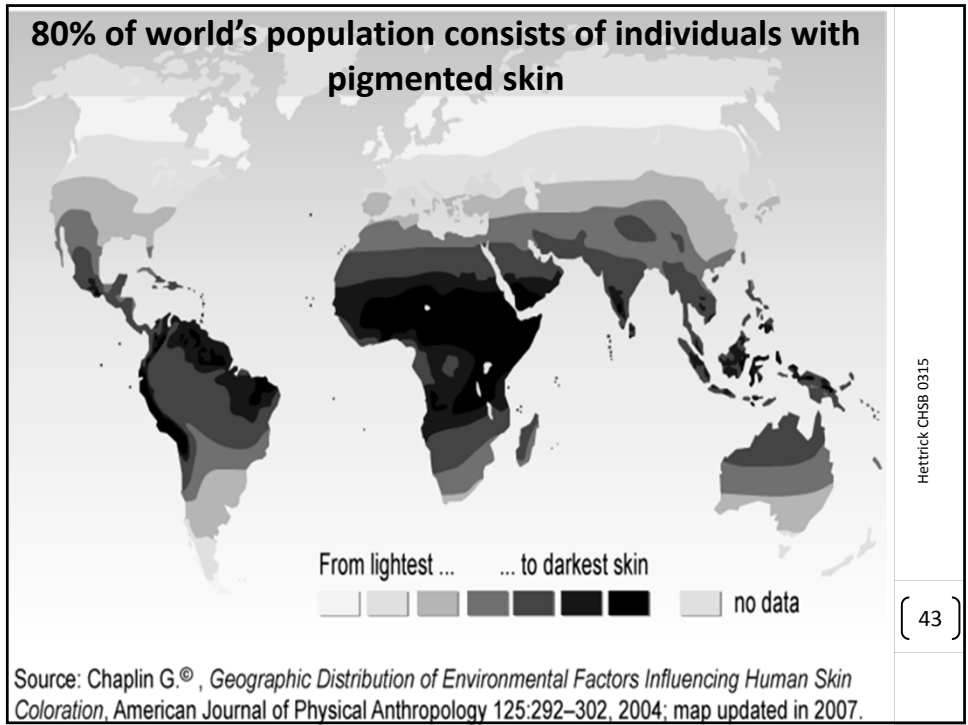 80% of world’s population consists of individuals with
pigmented skin
From lightest ... ... to darkest skin
no data
Source: Chaplin G.© , Geographic Distribution of Environmental Factors Influencing Human Skin
Coloration, American Journal of Physical Anthropology 125:292–302, 2004; map updated in 2007.
Hettrick CHSB 0315
43